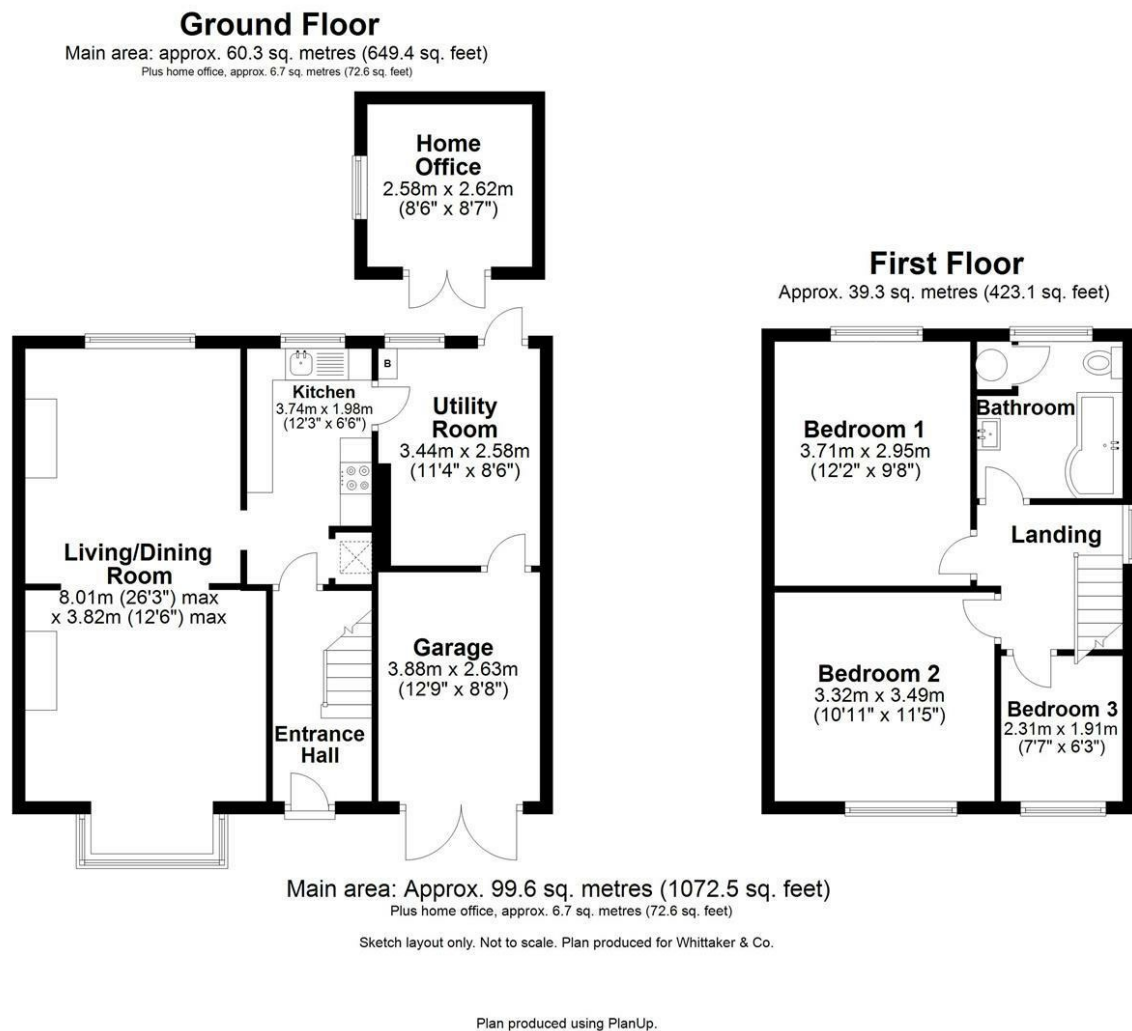 Ground Floor
Main area: approx. 60.3 sq. metres (649.4 sq. feet)
Plus home office, approx. 6.7 sq. metres (72.6 sq. feet)
Home
Office
2.58m x 2.62m
(8'6" x 8'7")
B
Kitchen
3.74m x 1.98m
(12'3" x 6'6")
Utility
Room
3.44m x 2.58m
(11'4" x 8'6")
Living/Dining
Room
8.01m (26'3") max
x 3.82m (12'6") max
Garage
3.88m x 2.63m
(12'9" x 8'8")
Entrance
Hall
First Floor
Approx. 39.3 sq. metres (423.1 sq. feet)
Bedroom 1
3.71m x 2.95m
(12'2" x 9'8")
Bathroom
Landing
Bedroom 2
3.32m x 3.49m
(10'11" x 11'5")
Bedroom 3
2.31m x 1.91m
(7'7" x 6'3")
Main area: Approx. 99.6 sq. metres (1072.5 sq. feet)
Plus home office, approx. 6.7 sq. metres (72.6 sq. feet)
Sketch layout only. Not to scale. Plan produced for Whittaker & Co.
Plan produced using PlanUp.